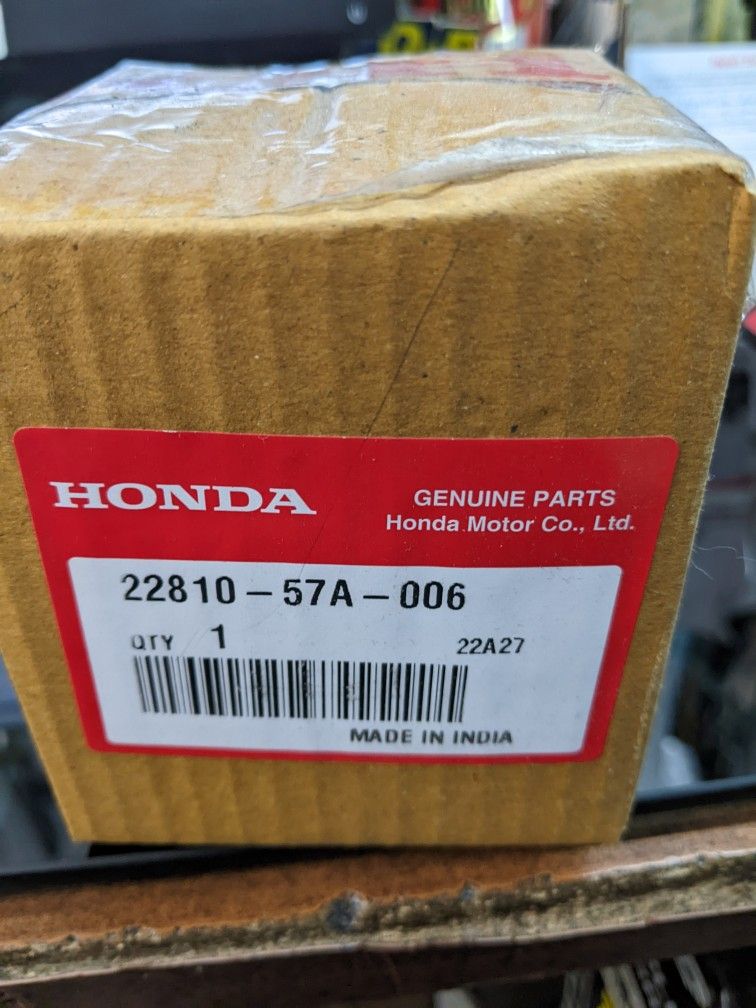 HONDA
GENUINE PARTS
Honda Motor Co., Ltd.
22810-57A-006
QTY 1
22A27
MADE IN INDIA